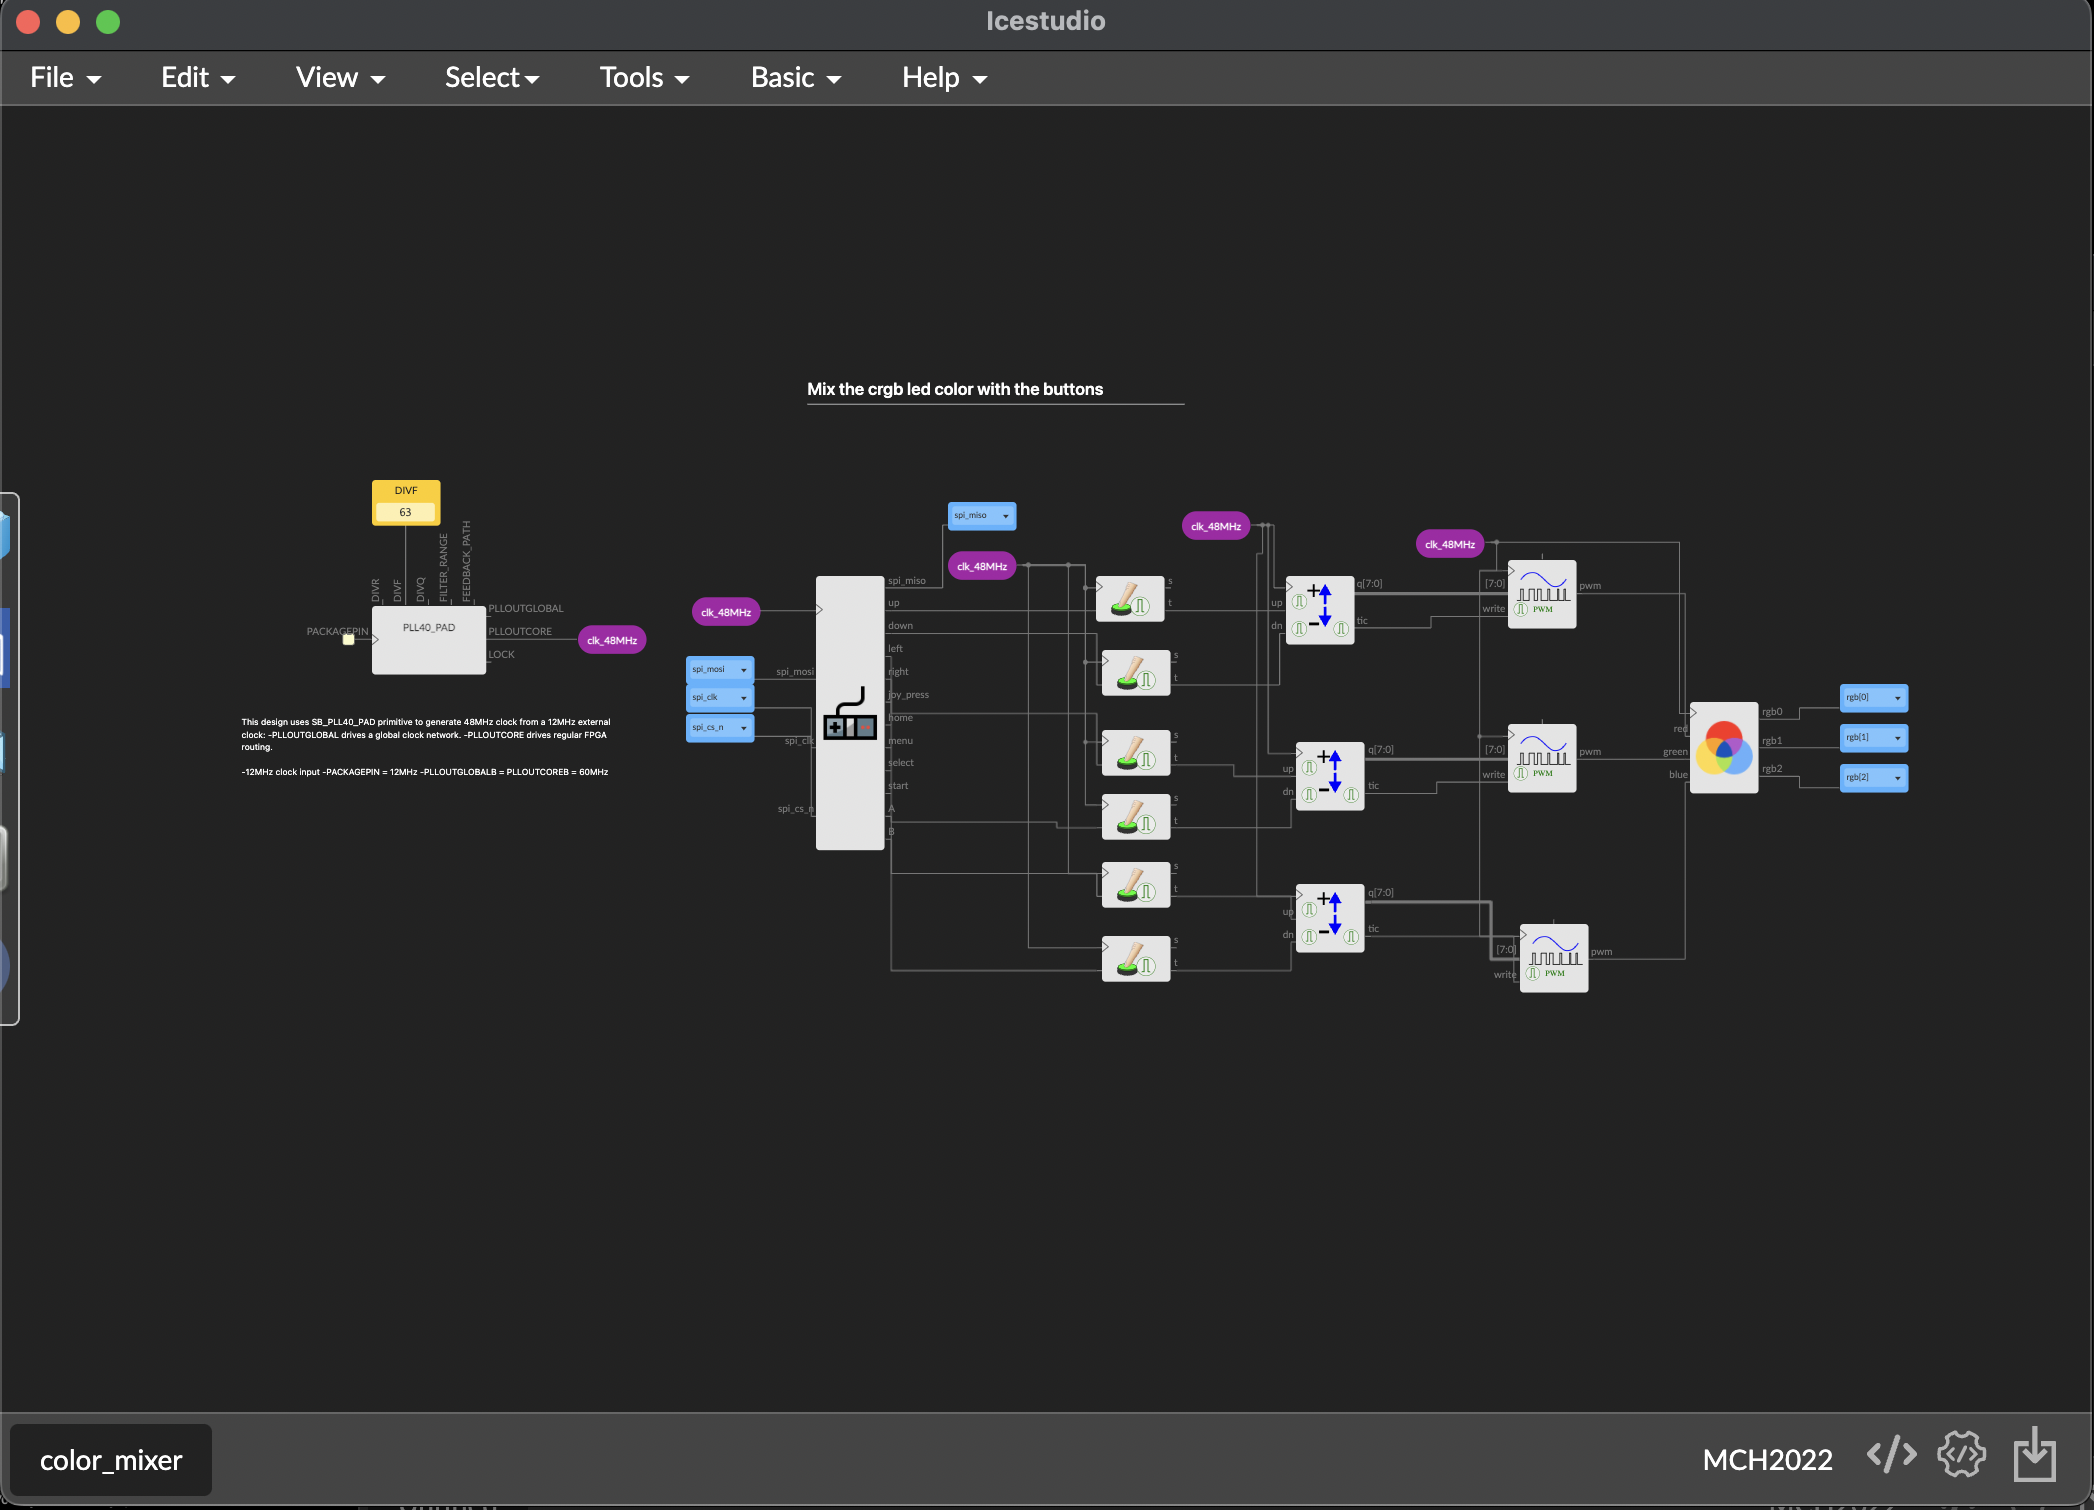 Icestudio
File Edit View Select Tools Basic Help
Mix the crgb led color with the buttons
DIVF
63
DIVR
DIVF
DIVQ
FILTER_RANGE
FEEDBACK_PATH
PACKAGEPIN
PLL40_PAD
PLLOUTGLOBAL
PLLOUTCORE
LOCK
clk_48MHz
This design uses SB_PLL40_PAD primitive to generate 48MHz clock from a 12MHz external
clock: -PLLOUTGLOBAL drives a global clock network. -PLLOUTCORE drives regular FPGA
routing.
-12MHz clock input -PACKAGEPIN = 12MHz -PLLOUTGLOBALB = PLLOUTCOREB = 60MHz
clk_48MHz
spi_mosi
spi_clk
spi_cs_n
spi_mosi
spi_clk
spi_cs_n
spi_miso
up
down
left
right
joy_press
home
menu
select
start
A
B
spi_miso
clk_48MHz
s
t
s
t
s
t
s
t
s
t
s
t
clk_48MHz
up
dn
q[7:0]
tic
up
dn
q[7:0]
tic
up
dn
q[7:0]
tic
clk_48MHz
[7:0]
write
PWM
pwm
[7:0]
write
PWM
pwm
[7:0]
write
PWM
pwm
red
green
blue
rgb0
rgb1
rgb2
rgb[0]
rgb[1]
rgb[2]
color_mixer
MCH2022